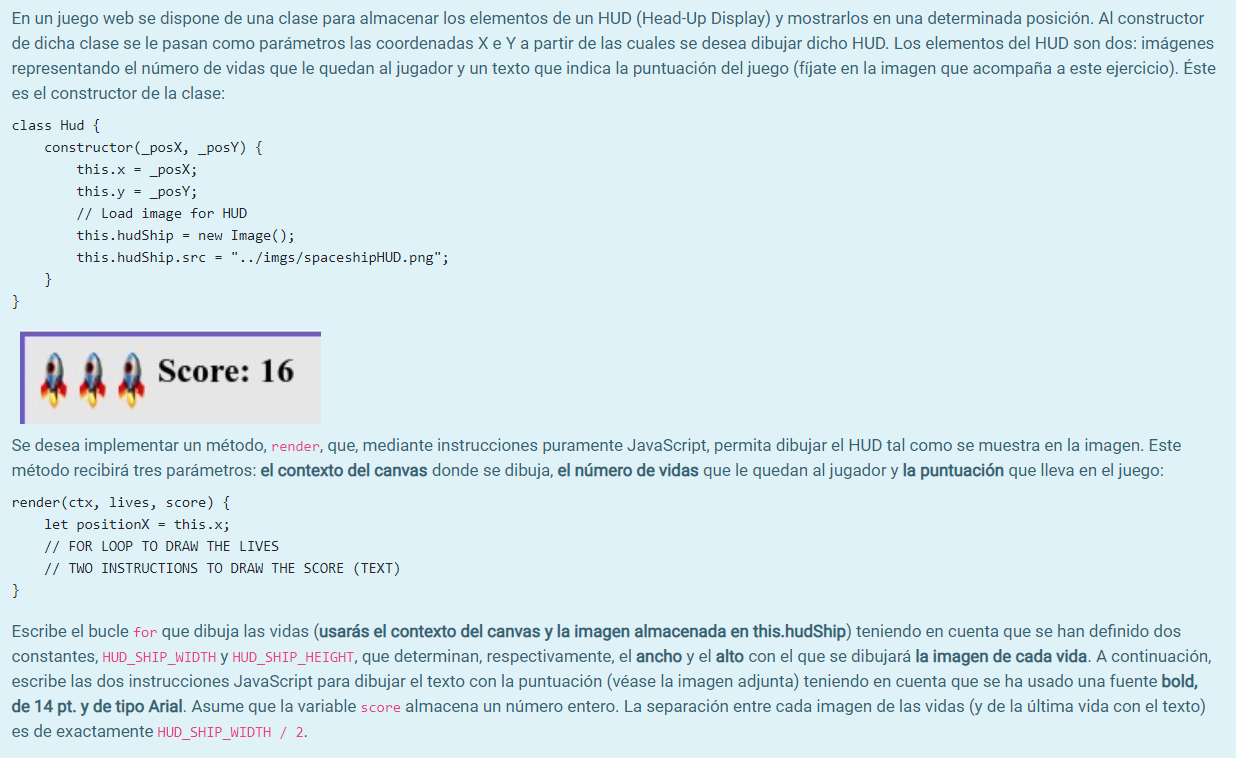 En un juego web se dispone de una clase para almacenar los elementos de un HUD (Head-Up Display) y mostrarlos en una determinada posición. Al constructor
de dicha clase se le pasan como parámetros las coordenadas X e Y a partir de las cuales se desea dibujar dicho HUD. Los elementos del HUD son dos: imágenes
representando el número de vidas que le quedan al jugador y un texto que indica la puntuación del juego (fíjate en la imagen que acompaña a este ejercicio). Éste
es el constructor de la clase:
class Hud {
    constructor(_posX, _posY) {
        this.x = _posX;
        this.y = _posY;
        // Load image for HUD
        this.hudShip = new Image();
        this.hudShip.src = "../imgs/spaceshipHUD.png";
    }
}
Score: 16
Se desea implementar un método, render, que, mediante instrucciones puramente JavaScript, permita dibujar el HUD tal como se muestra en la imagen. Este
método recibirá tres parámetros: el contexto del canvas donde se dibuja, el número de vidas que le quedan al jugador y la puntuación que lleva en el juego:
render(ctx, lives, score) {
    let positionX = this.x;
    // FOR LOOP TO DRAW THE LIVES
    // TWO INSTRUCTIONS TO DRAW THE SCORE (TEXT)
}
Escribe el bucle for que dibuja las vidas (usarás el contexto del canvas y la imagen almacenada en this.hudShip) teniendo en cuenta que se han definido dos
constantes, HUD_SHIP_WIDTH y HUD_SHIP_HEIGHT, que determinan, respectivamente, el ancho y el alto con el que se dibujará la imagen de cada vida. A continuación,
escribe las dos instrucciones JavaScript para dibujar el texto con la puntuación (véase la imagen adjunta) teniendo en cuenta que se ha usado una fuente bold,
de 14 pt. y de tipo Arial. Asume que la variable score almacena un número entero. La separación entre cada imagen de las vidas (y de la última vida con el texto)
es de exactamente HUD_SHIP_WIDTH / 2.